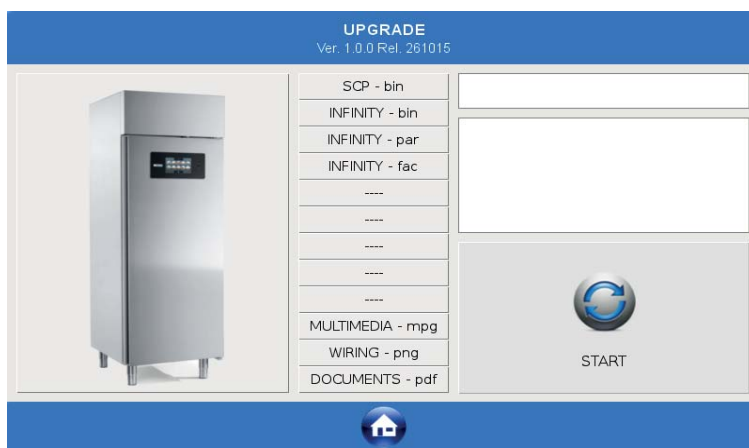 UPGRADE
Ver. 1.0.0 Rel. 261015
SCP - bin
INFINITY - bin
INFINITY - par
INFINITY - fac
----
----
----
----
----
MULTIMEDIA - mpg
WIRING - png
DOCUMENTS - pdf
START